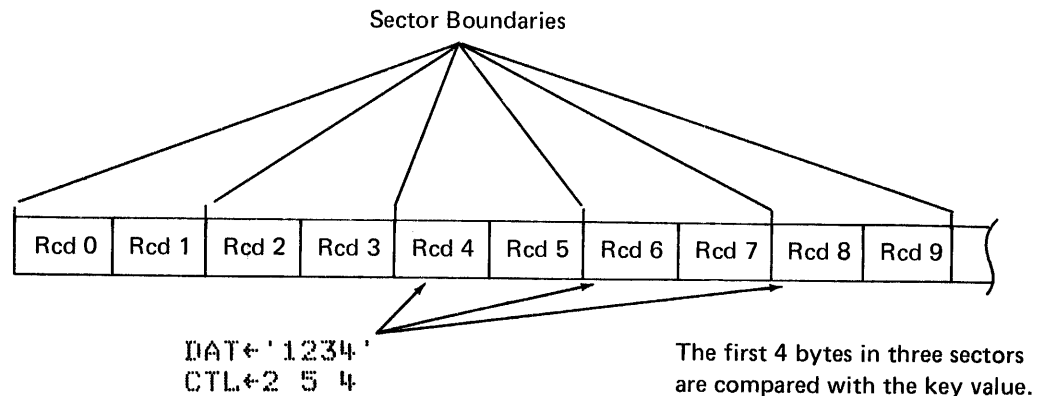 Sector Boundaries
Rcd 0 Rcd 1 Rcd 2 Rcd 3 Rcd 4 Rcd 5 Rcd 6 Rcd 7 Rcd 8 Rcd 9
DAT←'1234'
CTL←2 5 4
The first 4 bytes in three sectors
are compared with the key value.